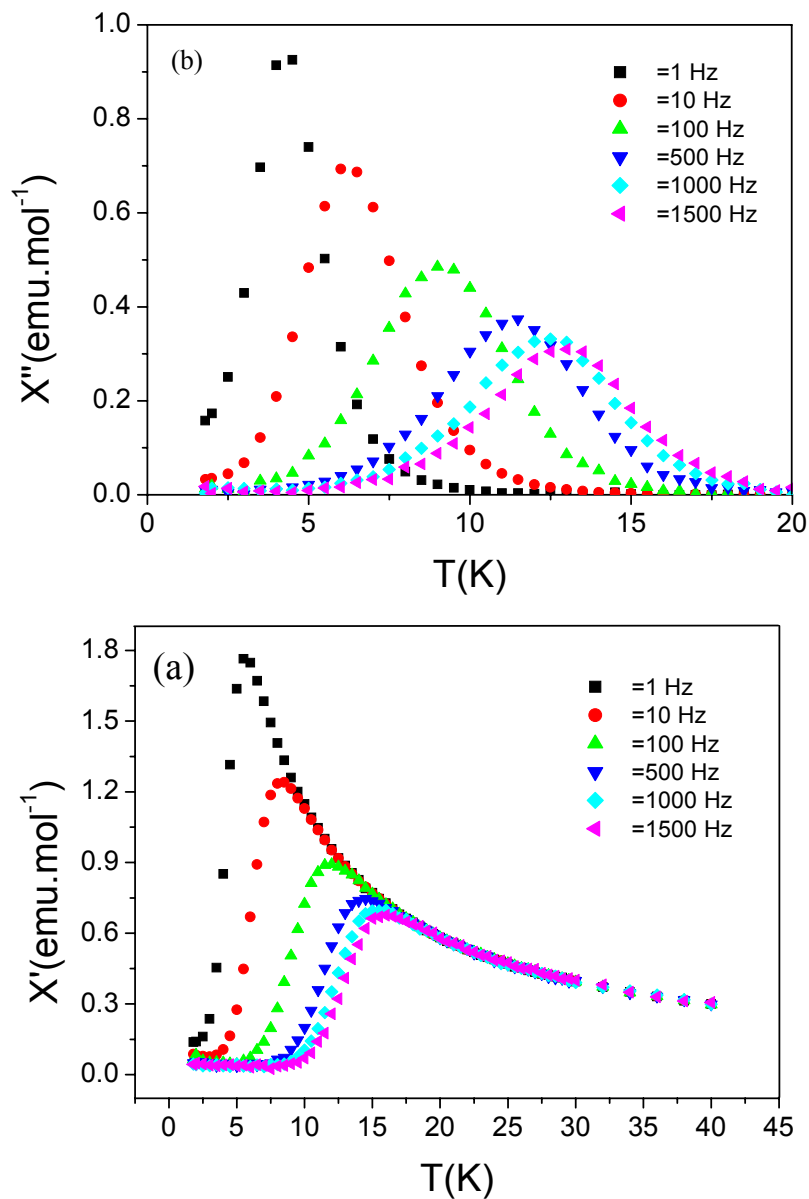 (b)
X''(emu.mol⁻¹)
1.0
0.8
0.6
0.4
0.2
0.0
=1 Hz
=10 Hz
=100 Hz
=500 Hz
=1000 Hz
=1500 Hz
0 5 10 15 20
T(K)
(a)
X'(emu.mol⁻¹)
1.8
1.5
1.2
0.9
0.6
0.3
0.0
=1 Hz
=10 Hz
=100 Hz
=500 Hz
=1000 Hz
=1500 Hz
0 5 10 15 20 25 30 35 40 45
T(K)